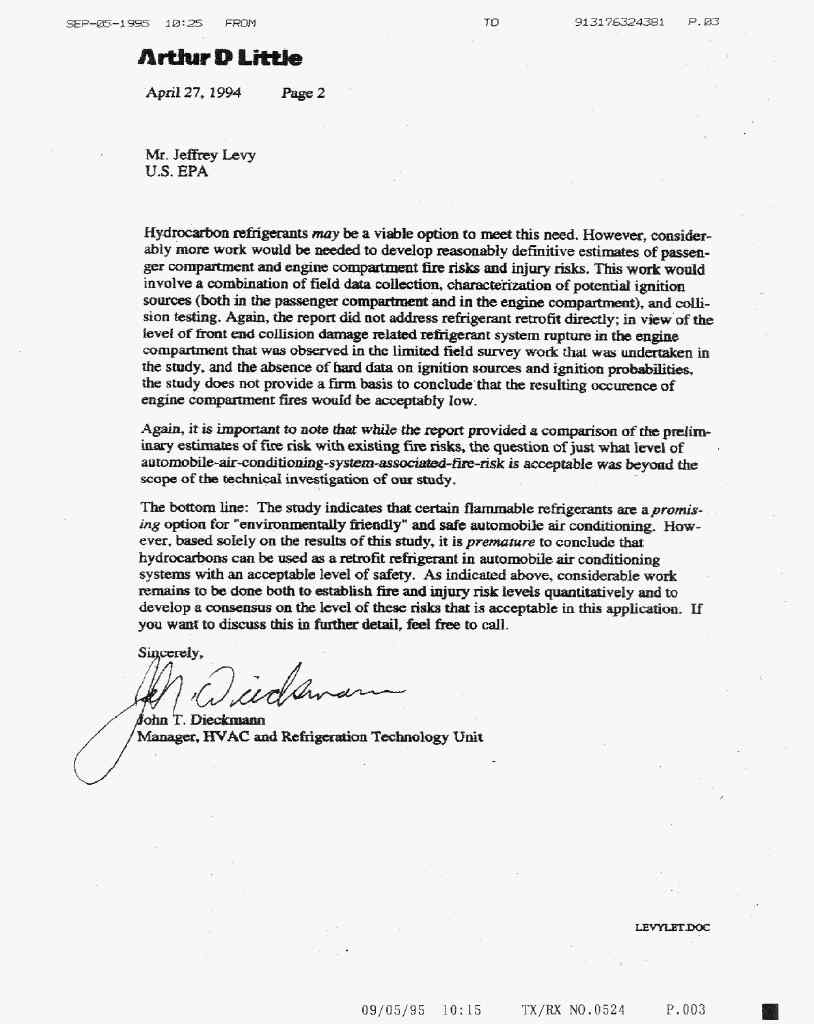 SEP-05-1995 10:25 FROM TO 913176324381 P.03
Arthur D Little
April 27, 1994 Page 2
Mr. Jeffrey Levy
U.S. EPA
Hydrocarbon refrigerants may be a viable option to meet this need. However, consider-
ably more work would be needed to develop reasonably definitive estimates of passen-
ger compartment and engine compartment fire risks and injury risks. This work would
involve a combination of field data collection, characterization of potential ignition
sources (both in the passenger compartment and in the engine compartment), and colli-
sion testing. Again, the report did not address refrigerant retrofit directly; in view of the
level of front end collision damage related refrigerant system rupture in the engine
compartment that was observed in the limited field survey work that was undertaken in
the study, and the absence of hard data on ignition sources and ignition probabilities,
the study does not provide a firm basis to conclude that the resulting occurence of
engine compartment fires would be acceptably low.
Again, it is important to note that while the report provided a comparison of the prelim-
inary estimates of fire risk with existing fire risks, the question of just what level of
automobile-air-conditioning-system-associated-fire-risk is acceptable was beyond the
scope of the technical investigation of our study.
The bottom line: The study indicates that certain flammable refrigerants are a promis-
ing option for "environmentally friendly" and safe automobile air conditioning. How-
ever, based solely on the results of this study, it is premature to conclude that
hydrocarbons can be used as a retrofit refrigerant in automobile air conditioning
systems with an acceptable level of safety. As indicated above, considerable work
remains to be done both to establish fire and injury risk levels quantitatively and to
develop a consensus on the level of these risks that is acceptable in this application. If
you want to discuss this in further detail, feel free to call.
Sincerely,
John T. Dieckmann
Manager, HVAC and Refrigeration Technology Unit
LEVYLET.DOC
09/05/95 10:15 TX/RX NO.0524 P.003